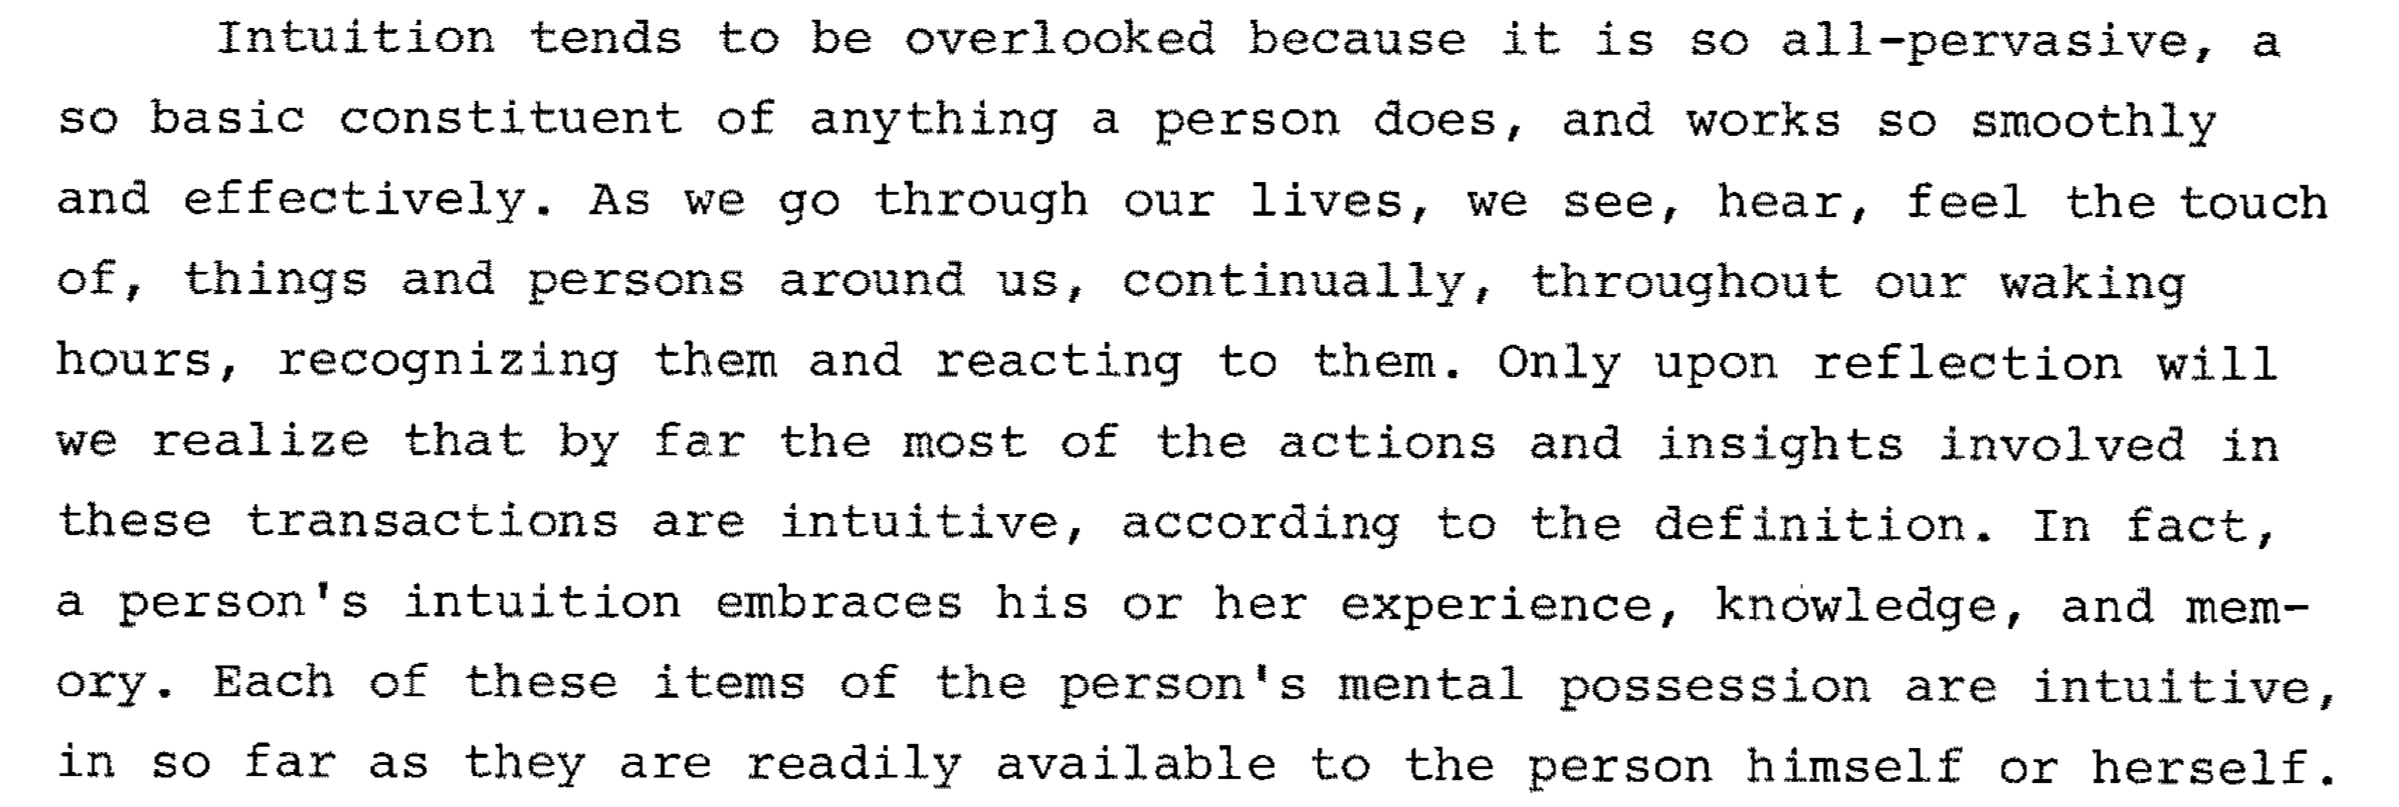 Intuition tends to be overlooked because it is so all-pervasive, a
so basic constituent of anything a person does, and works so smoothly
and effectively. As we go through our lives, we see, hear, feel the touch
of, things and persons around us, continually, throughout our waking
hours, recognizing them and reacting to them. Only upon reflection will
we realize that by far the most of the actions and insights involved in
these transactions are intuitive, according to the definition. In fact,
a person's intuition embraces his or her experience, knowledge, and mem-
ory. Each of these items of the person's mental possession are intuitive,
in so far as they are readily available to the person himself or herself.